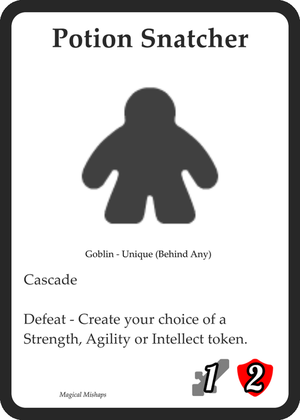 Potion Snatcher
Goblin - Unique (Behind Any)
Cascade
Defeat - Create your choice of a
Strength, Agility or Intellect token.
1 2
Magical Mishaps